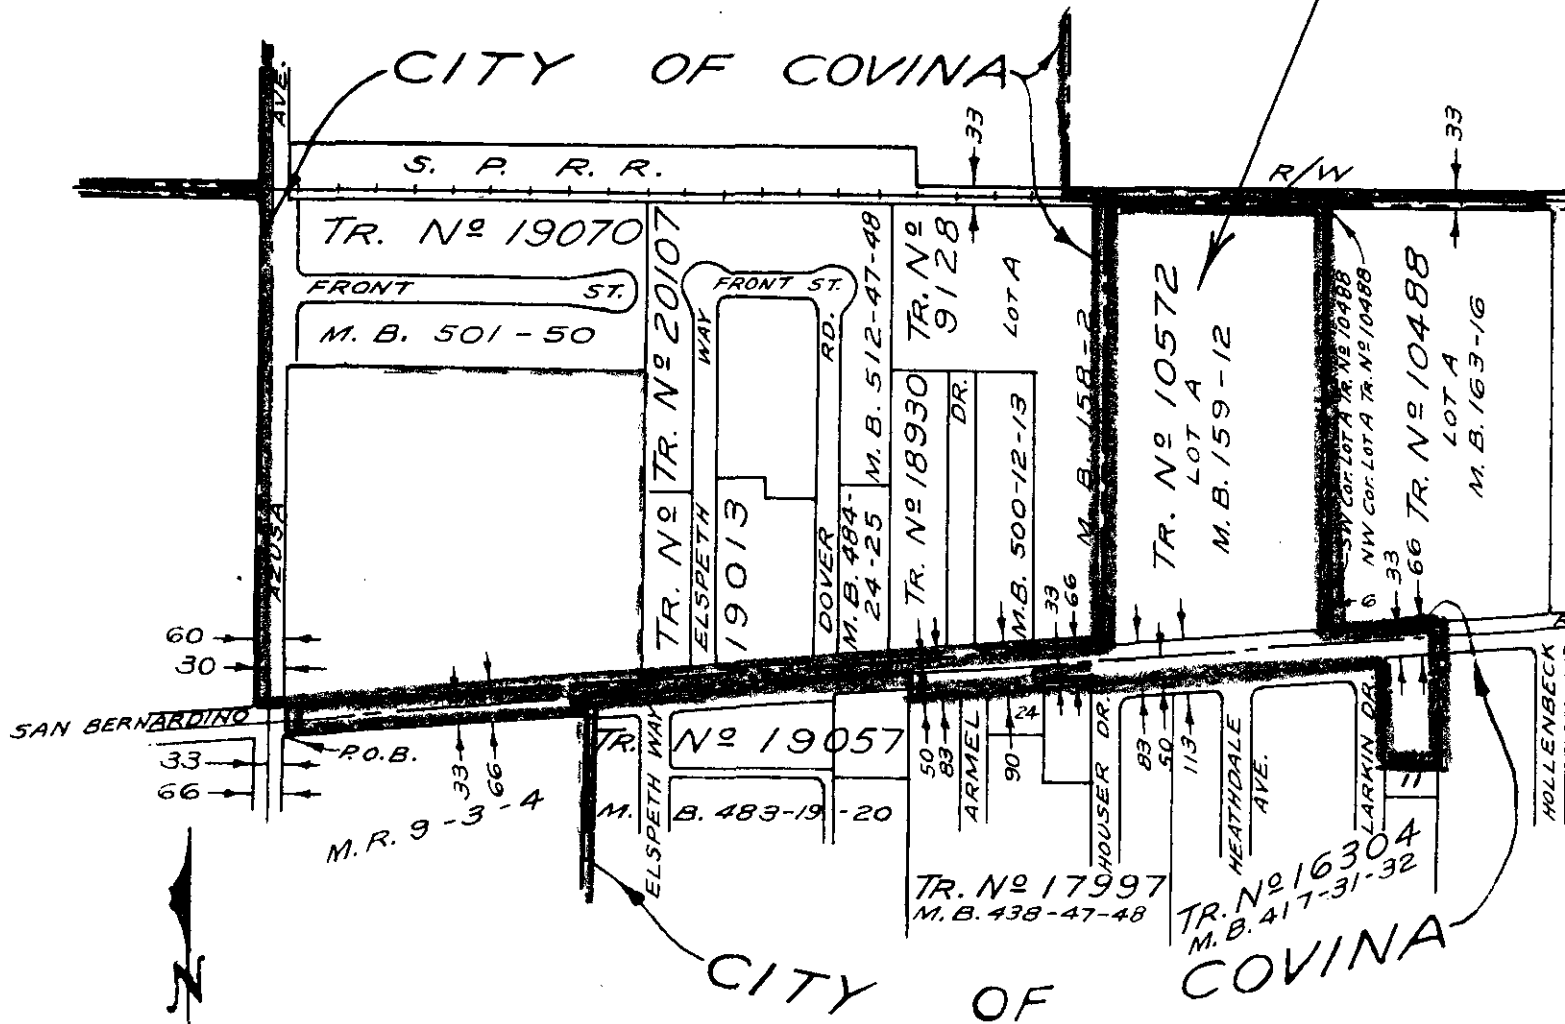 CITY OF COVINA
AVE.
33
33
S. P. R. R.
R/W
TR. Nº 19070
FRONT ST.
M. B. 501-50
TR. Nº 20107
WAY
FRONT ST.
RD.
M. B. 512-47-48
TR. Nº 9128
LOT A
M. B. 158-2
TR. Nº 10572
LOT A
M. B. 159-12
SW Cor. LOT A TR. Nº 10488
NW Cor. LOT A TR. Nº 10488
TR. Nº 10488
LOT A
M. B. 163-16
AZUSA
TR. Nº 19013
ELSPETH
DOVER
M. B. 484-24-25
TR. Nº 18930
DR.
M.B. 500-12-13
33
66
6
33
66
60
30
SAN BERNARDINO
33
66
P.O.B.
33
66
M. R. 9-3-4
TR. Nº 19057
M. B. 483-19-20
ELSPETH WAY
50
83
ARMEL
24
90
HOUSER DR.
83
50
113
HEATHDALE AVE.
LARKIN DR.
11
HOLLENBECK
TR. Nº 17997
M. B. 438-47-48
TR. Nº 16304
M. B. 417-31-32
N
CITY OF COVINA